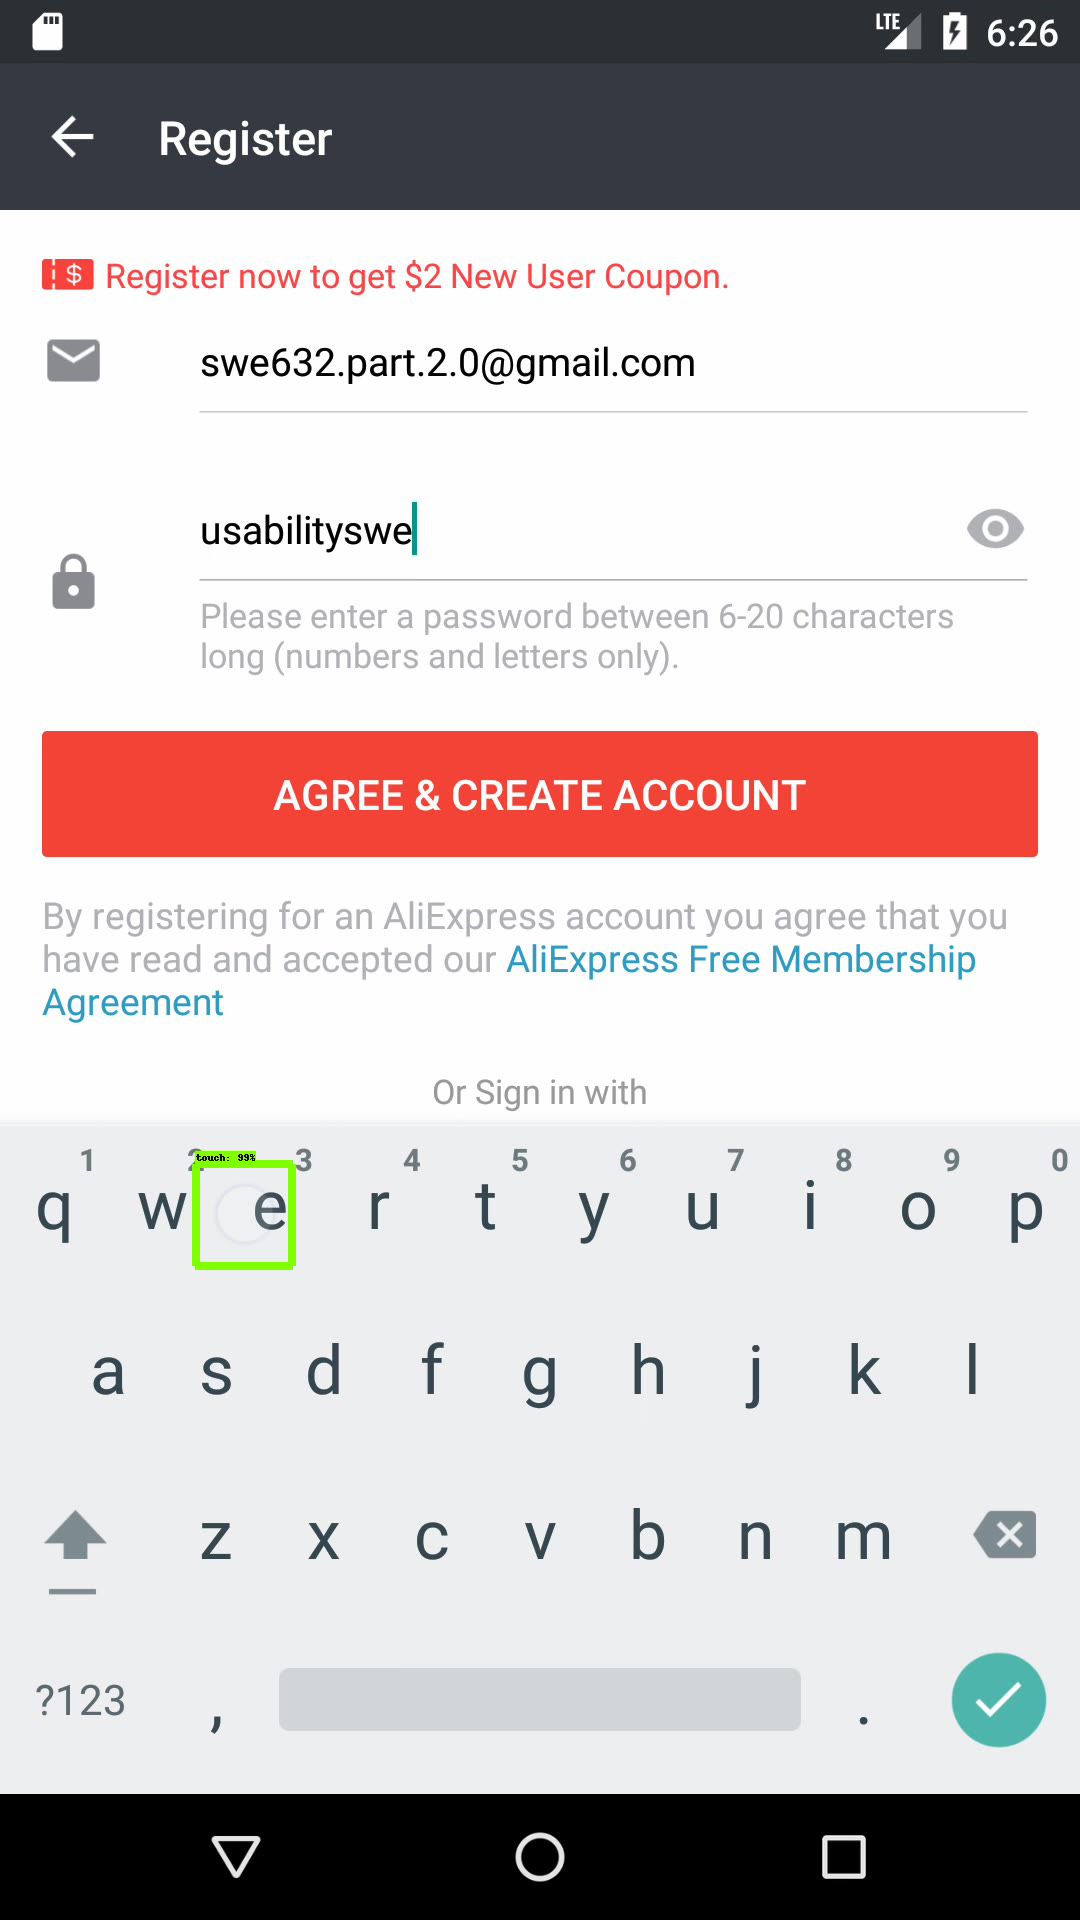 LTE 6:26
Register
$ Register now to get $2 New User Coupon.
swe632.part.2.0@gmail.com
usabilityswe
Please enter a password between 6-20 characters
long (numbers and letters only).
AGREE & CREATE ACCOUNT
By registering for an AliExpress account you agree that you
have read and accepted our AliExpress Free Membership
Agreement
Or Sign in with
touch: 99%
1 2 3 4 5 6 7 8 9 0
q w e r t y u i o p
a s d f g h j k l
z x c v b n m
?123 , .